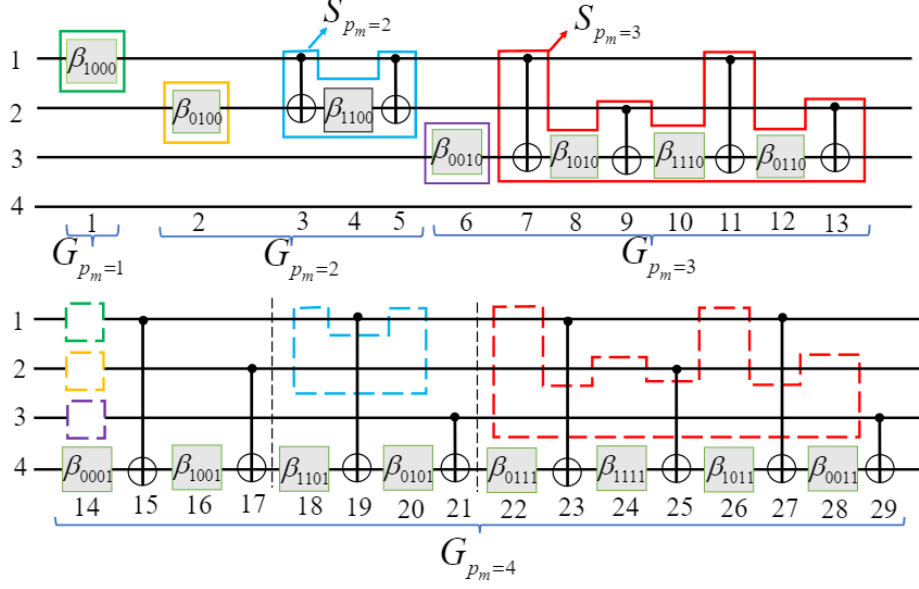 S_{p_m=2}
S_{p_m=3}
1
β_{1000}
2
β_{0100}
β_{1100}
3
β_{0010}
β_{1010}
β_{1110}
β_{0110}
4
1 2 3 4 5 6 7 8 9 10 11 12 13
G_{p_m=1}
G_{p_m=2}
G_{p_m=3}
1
2
3
4
β_{0001} β_{1001} β_{1101} β_{0101} β_{0111} β_{1111} β_{1011} β_{0011}
14 15 16 17 18 19 20 21 22 23 24 25 26 27 28 29
G_{p_m=4}